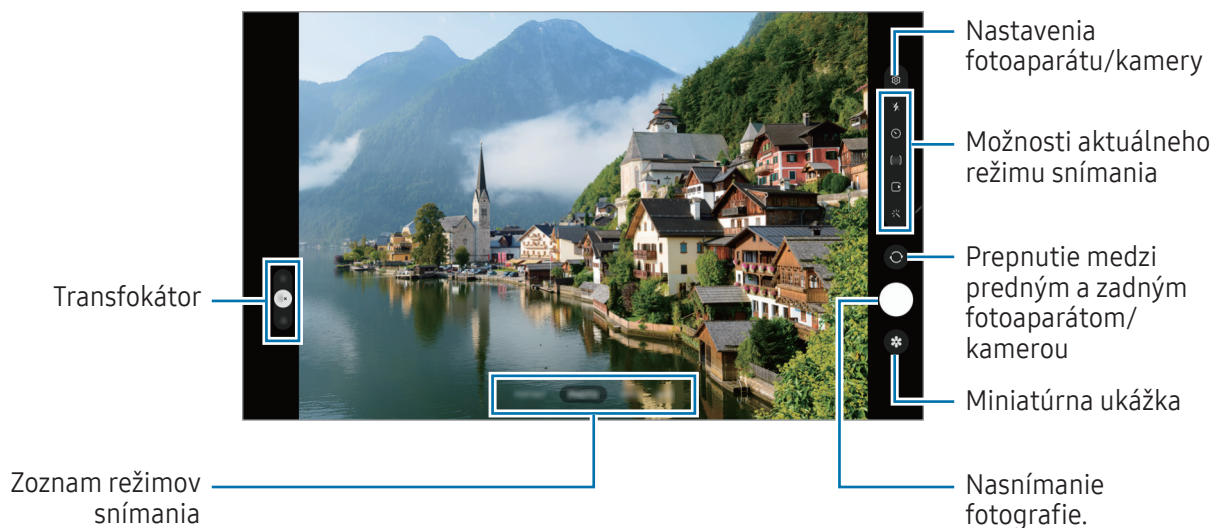 Nastavenia
fotoaparátu/kamery
Možnosti aktuálneho
režimu snímania
Prepnutie medzi
predným a zadným
fotoaparátom/
kamerou
Transfokátor
Miniatúrna ukážka
Zoznam režimov
snímania
Nasnímanie
fotografie.